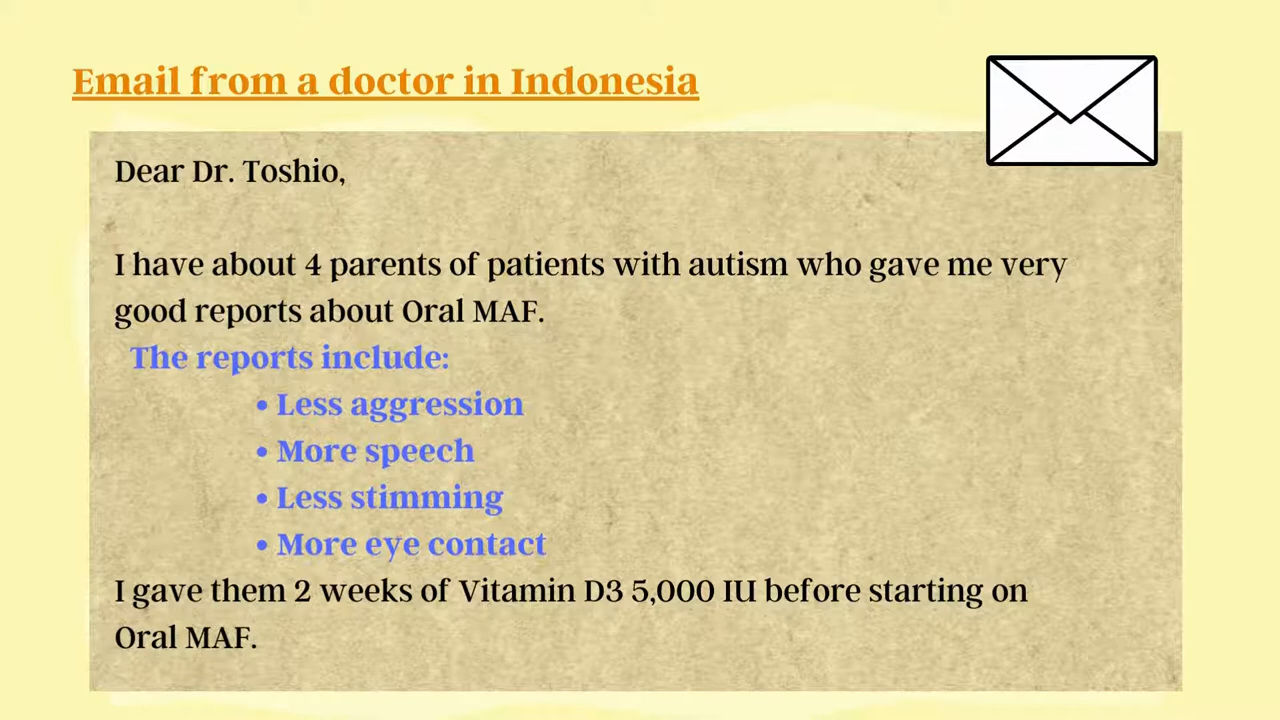 Email from a doctor in Indonesia
Dear Dr. Toshio,
I have about 4 parents of patients with autism who gave me very
good reports about Oral MAF.
The reports include:
• Less aggression
• More speech
• Less stimming
• More eye contact
I gave them 2 weeks of Vitamin D3 5,000 IU before starting on
Oral MAF.